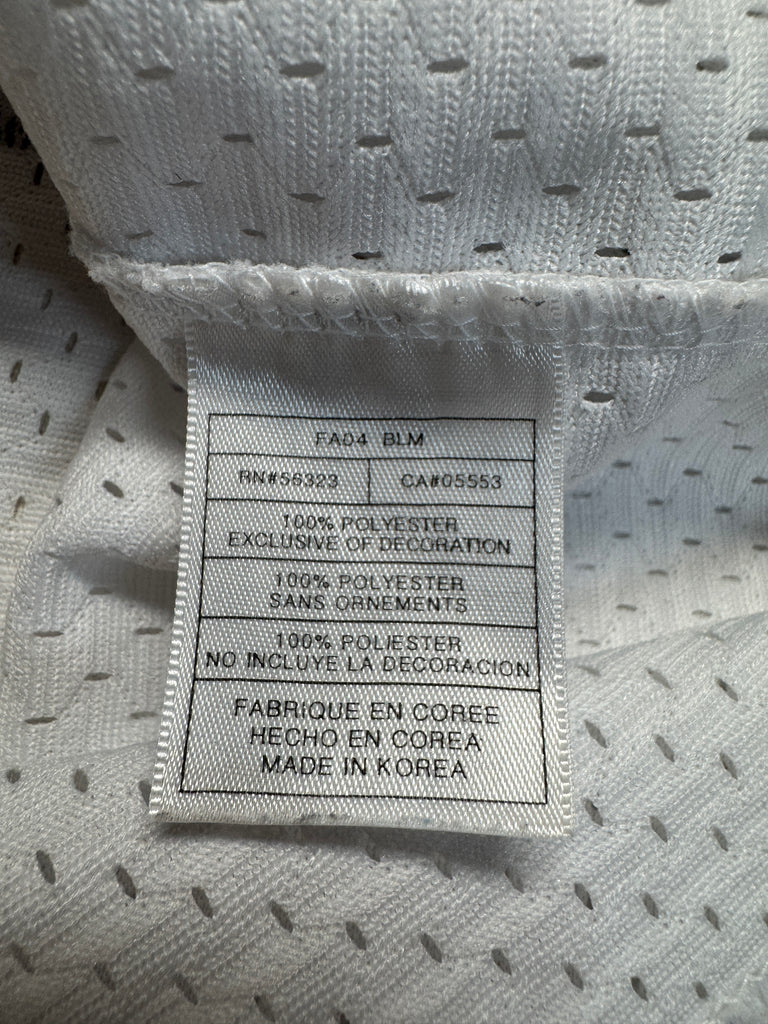 FA04 BLM
RN#56323 CA#05553
100% POLYESTER
EXCLUSIVE OF DECORATION
100% POLYESTER
SANS ORNEMENTS
100% POLIESTER
NO INCLUYE LA DECORACION
FABRIQUE EN COREE
HECHO EN COREA
MADE IN KOREA